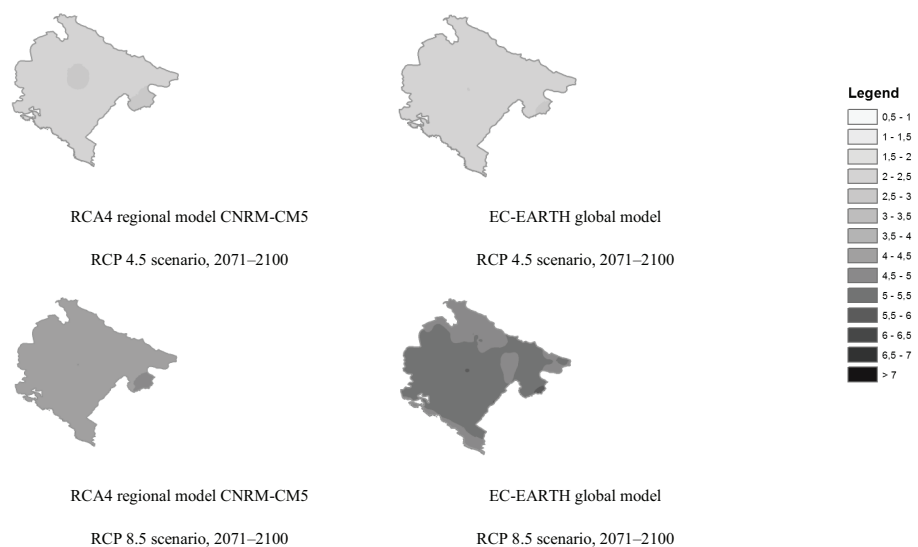 RCA4 regional model CNRM-CM5
RCP 4.5 scenario, 2071–2100
EC-EARTH global model
RCP 4.5 scenario, 2071–2100
RCA4 regional model CNRM-CM5
RCP 8.5 scenario, 2071–2100
EC-EARTH global model
RCP 8.5 scenario, 2071–2100
Legend
0,5 - 1
1 - 1,5
1,5 - 2
2 - 2,5
2,5 - 3
3 - 3,5
3,5 - 4
4 - 4,5
4,5 - 5
5 - 5,5
5,5 - 6
6 - 6,5
6,5 - 7
> 7